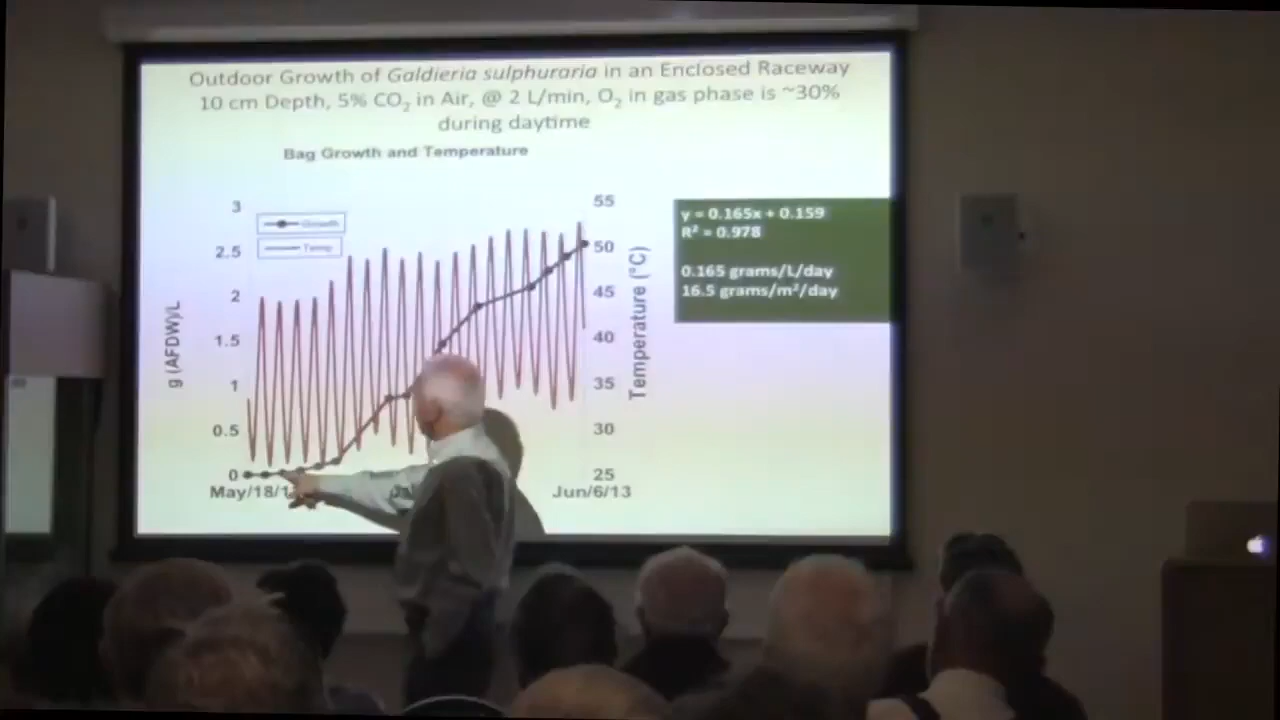 Outdoor Growth of Galdieria sulphuraria in an Enclosed Raceway
10 cm Depth, 5% CO₂ in Air, @ 2 L/min, O₂ in gas phase is ~30%
during daytime
Bag Growth and Temperature
3
2.5
2
1.5
1
0.5
0
g (AFDW)/L
Growth
Temp
55
50
45
40
35
30
25
Temperature (°C)
May/18/1
Jun/6/13
y = 0.165x + 0.159
R² = 0.978
0.165 grams/L/day
16.5 grams/m²/day